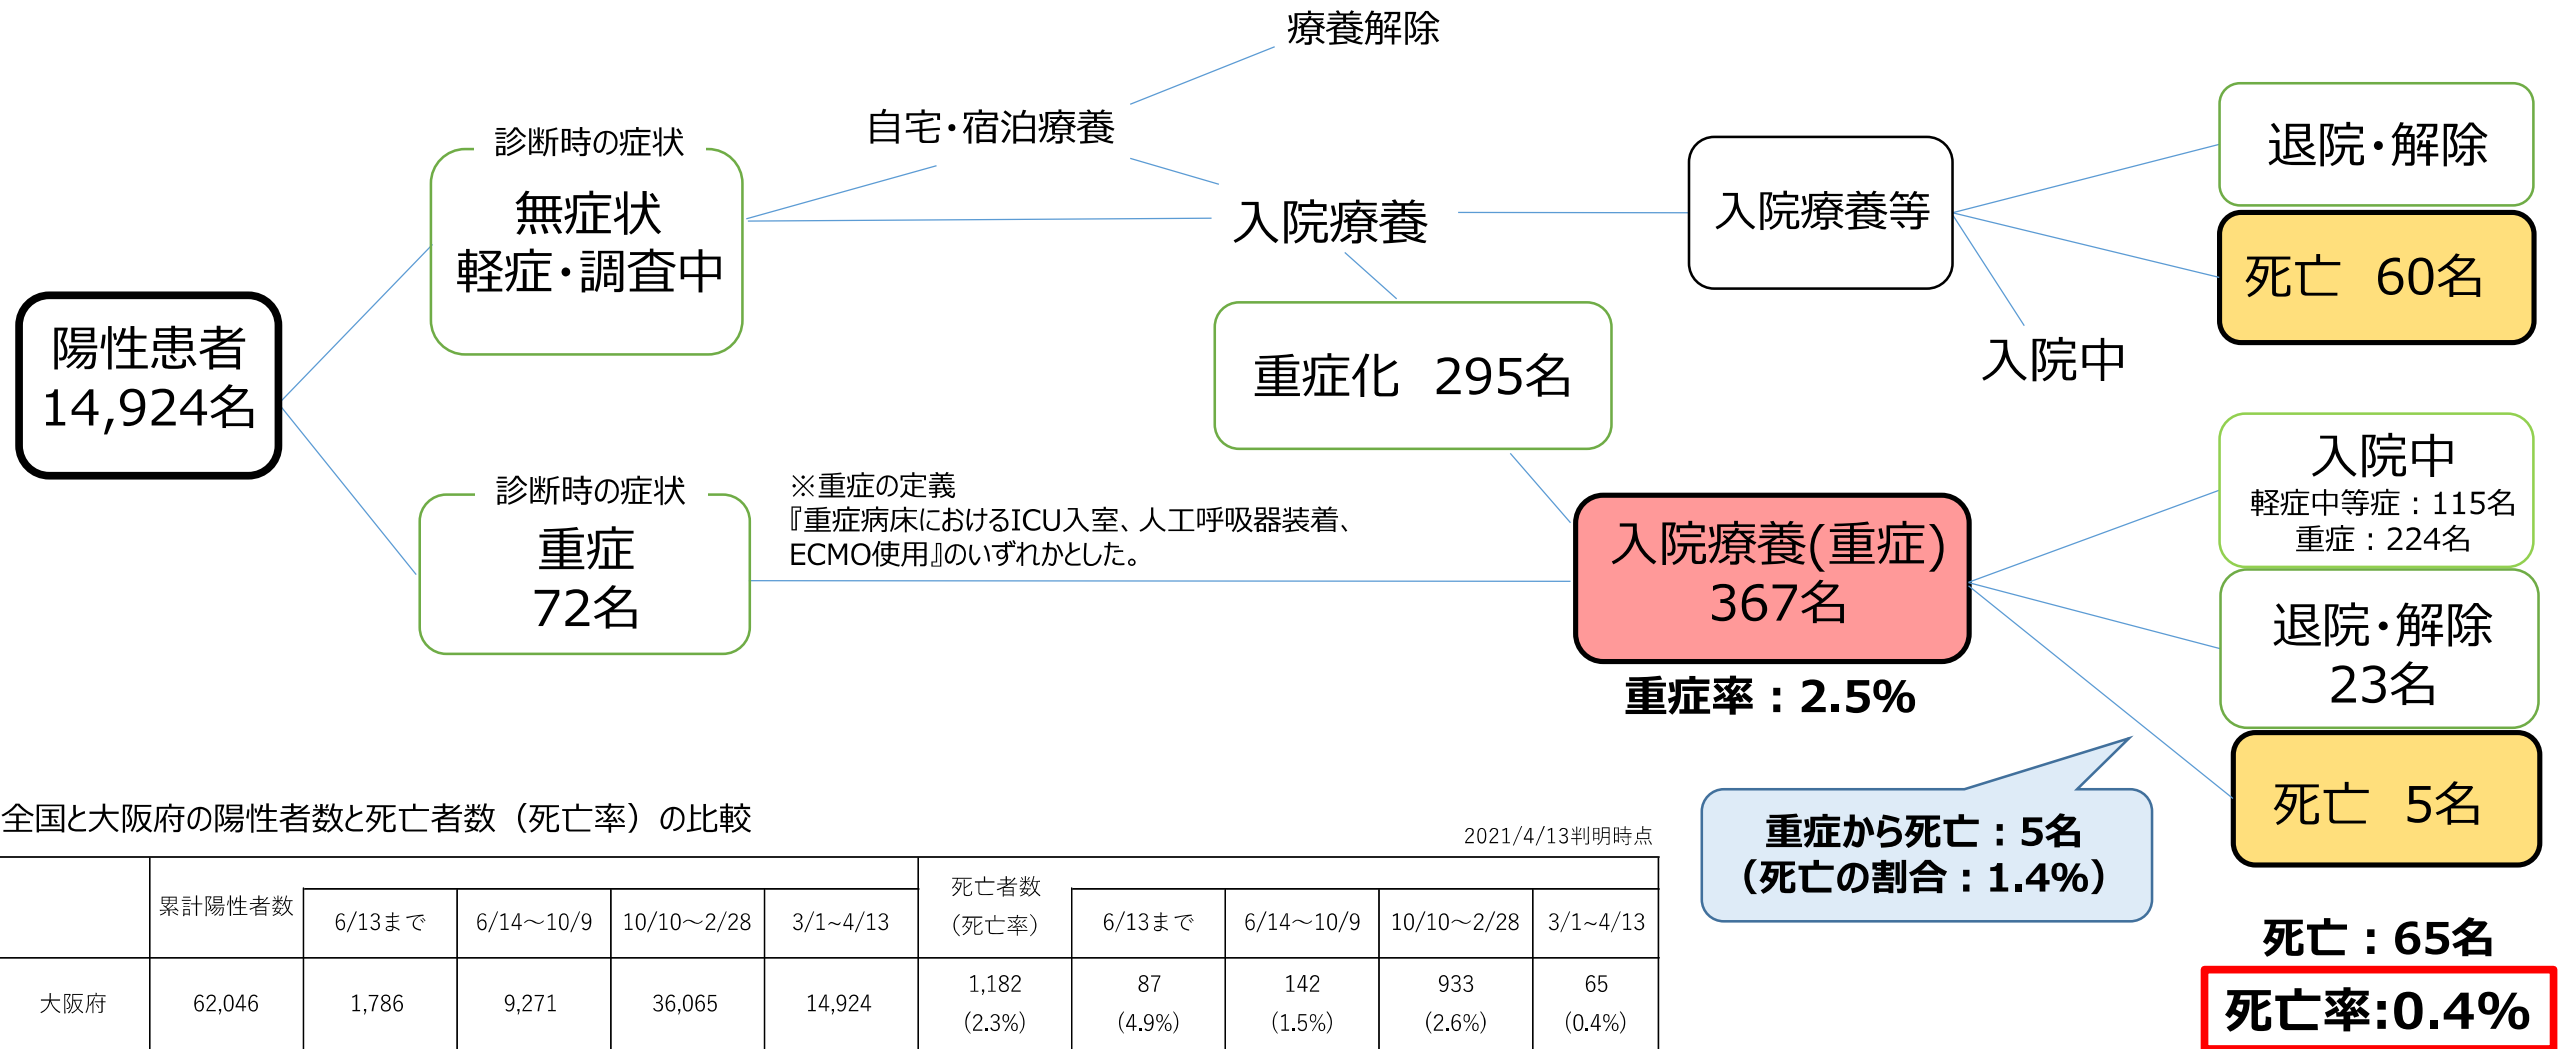 療養解除
自宅・宿泊療養
診断時の症状
無症状
軽症・調査中
入院療養
入院療養等
退院・解除
死亡 60名
入院中
陽性患者
14,924名
重症化 295名
診断時の症状
重症
72名
※重症の定義
『重症病床におけるICU入室、人工呼吸器装着、
ECMO使用』のいずれかとした。
入院療養(重症)
367名
重症率：2.5%
入院中
軽症中等症：115名
重症：224名
退院・解除
23名
死亡 5名
重症から死亡：5名
（死亡の割合：1.4%）
死亡：65名
死亡率:0.4%
全国と大阪府の陽性者数と死亡者数（死亡率）の比較
2021/4/13判明時点
累計陽性者数 6/13まで 6/14～10/9 10/10～2/28 3/1~4/13 死亡者数 （死亡率） 6/13まで 6/14～10/9 10/10～2/28 3/1~4/13
大阪府 62,046 1,786 9,271 36,065 14,924 1,182 87 142 933 65
(2.3%) (4.9%) (1.5%) (2.6%) (0.4%)